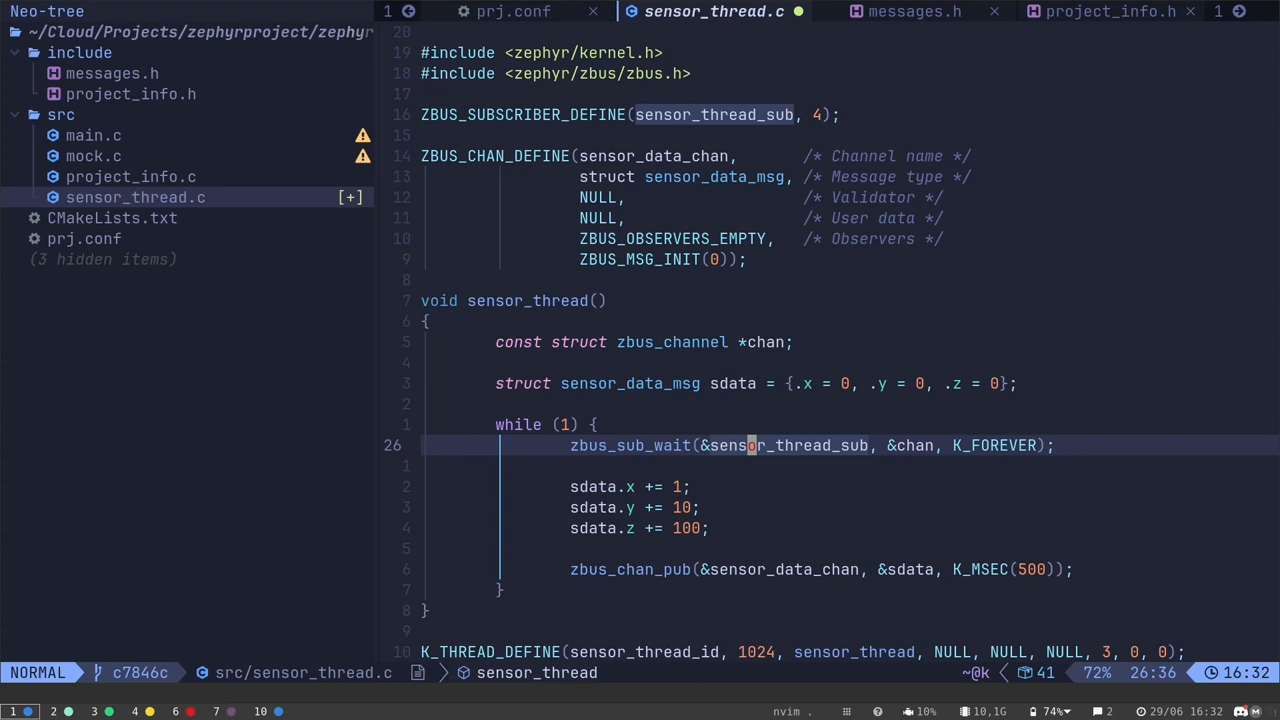 Neo-tree
1 prj.conf × sensor_thread.c ● messages.h × project_info.h × 1
~/Cloud/Projects/zephyrproject/zephyr
include
messages.h
project_info.h
src
main.c
mock.c
project_info.c
sensor_thread.c [+]
CMakeLists.txt
prj.conf
(3 hidden items)
20
19 #include <zephyr/kernel.h>
18 #include <zephyr/zbus/zbus.h>
17
16 ZBUS_SUBSCRIBER_DEFINE(sensor_thread_sub, 4);
15
14 ZBUS_CHAN_DEFINE(sensor_data_chan, /* Channel name */
13 struct sensor_data_msg, /* Message type */
12 NULL, /* Validator */
11 NULL, /* User data */
10 ZBUS_OBSERVERS_EMPTY, /* Observers */
9 ZBUS_MSG_INIT(0));
8
7 void sensor_thread()
6 {
5 const struct zbus_channel *chan;
4
3 struct sensor_data_msg sdata = {.x = 0, .y = 0, .z = 0};
2
1 while (1) {
26 zbus_sub_wait(&sensor_thread_sub, &chan, K_FOREVER);
1
2 sdata.x += 1;
3 sdata.y += 10;
4 sdata.z += 100;
5
6 zbus_chan_pub(&sensor_data_chan, &sdata, K_MSEC(500));
7 }
8 }
9
10 K_THREAD_DEFINE(sensor_thread_id, 1024, sensor_thread, NULL, NULL, NULL, 3, 0, 0);
NORMAL c7846c src/sensor_thread.c sensor_thread ~@k 41 72% 26:36 16:32
1 2 3 4 6 7 10 nvim . 10% 10,1G 74% 2 29/06 16:32